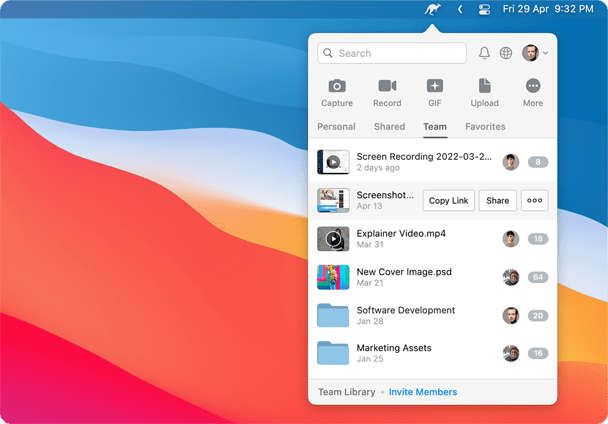 Fri 29 Apr 9:32 PM
Search
Capture
Record
GIF
Upload
More
Personal
Shared
Team
Favorites
Screen Recording 2022-03-2...
2 days ago
8
Screenshot...
Apr 13
Copy Link
Share
Explainer Video.mp4
Mar 31
18
New Cover Image.psd
Mar 21
64
Software Development
Jan 28
20
Marketing Assets
Jan 25
16
Team Library • Invite Members